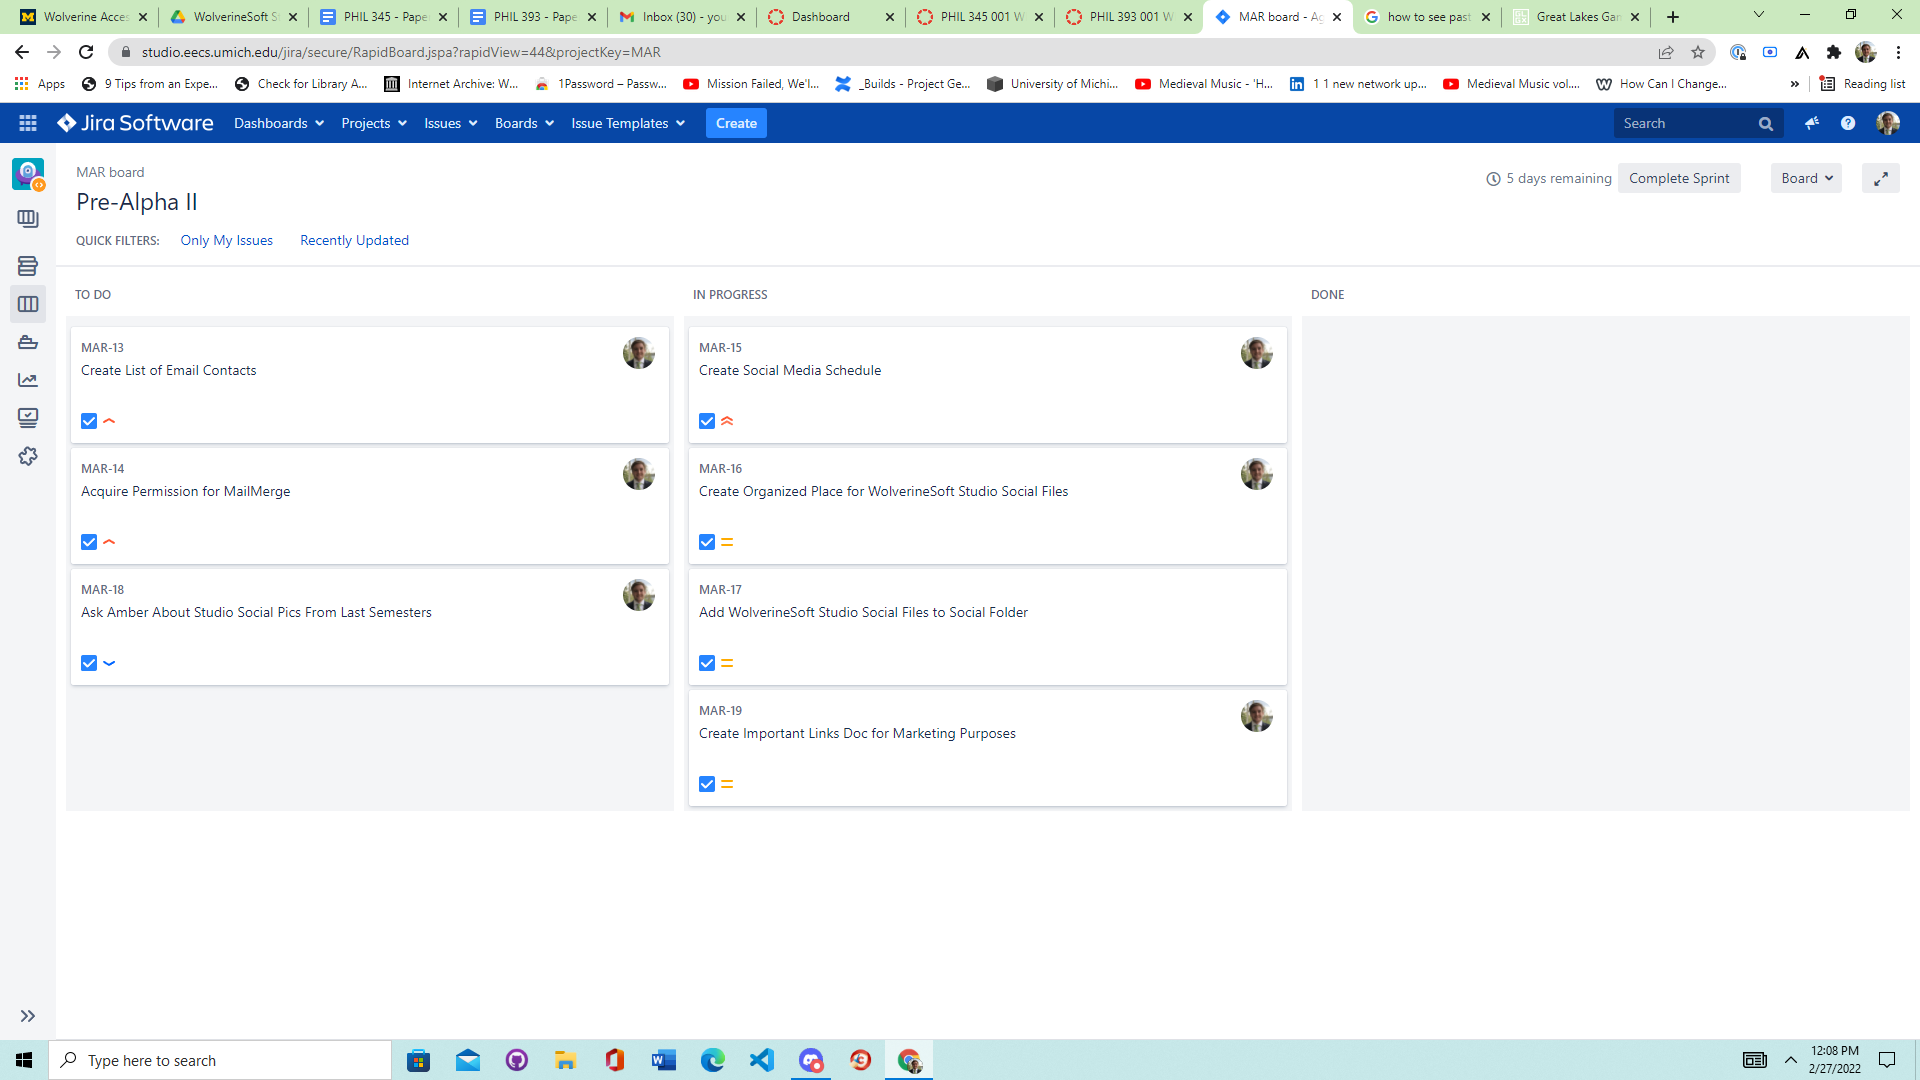 Wolverine Acces
WolverineSoft S
PHIL 345 - Pape
PHIL 393 - Pape
Inbox (30) - you
Dashboard
PHIL 345 001 W
PHIL 393 001 W
MAR board - Ag
how to see past
Great Lakes Gam
studio.eecs.umich.edu/jira/secure/RapidBoard.jspa?rapidView=44&projectKey=MAR
Apps
9 Tips from an Expe...
Check for Library A...
Internet Archive: W...
1Password – Passw...
Mission Failed, We'l...
_Builds - Project Ge...
University of Michi...
Medieval Music - 'H...
1 1 new network up...
Medieval Music vol....
How Can I Change...
»
Reading list
Jira Software
Dashboards
Projects
Issues
Boards
Issue Templates
Create
Search
MAR board
Pre-Alpha II
5 days remaining
Complete Sprint
Board
QUICK FILTERS:
Only My Issues
Recently Updated
TO DO
IN PROGRESS
DONE
MAR-13
Create List of Email Contacts
MAR-14
Acquire Permission for MailMerge
MAR-18
Ask Amber About Studio Social Pics From Last Semesters
MAR-15
Create Social Media Schedule
MAR-16
Create Organized Place for WolverineSoft Studio Social Files
MAR-17
Add WolverineSoft Studio Social Files to Social Folder
MAR-19
Create Important Links Doc for Marketing Purposes
Type here to search
12:08 PM
2/27/2022